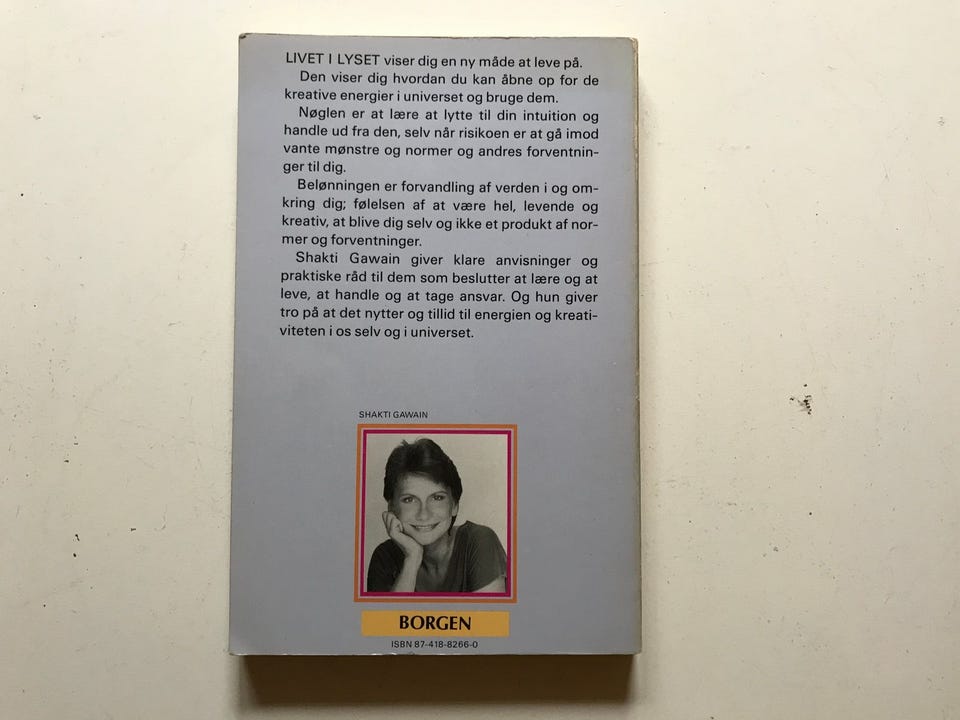 LIVET I LYSET viser dig en ny måde at leve på.
Den viser dig hvordan du kan åbne op for de
kreative energier i universet og bruge dem.
Nøglen er at lære at lytte til din intuition og
handle ud fra den, selv når risikoen er at gå imod
vante mønstre og normer og andres forventnin-
ger til dig.
Belønningen er forvandling af verden i og om-
kring dig; følelsen af at være hel, levende og
kreativ, at blive dig selv og ikke et produkt af nor-
mer og forventninger.
Shakti Gawain giver klare anvisninger og
praktiske råd til dem som beslutter at lære og at
leve, at handle og at tage ansvar. Og hun giver
tro på at det nytter og tillid til energien og kreati-
viteten i os selv og i universet.
SHAKTI GAWAIN
BORGEN
ISBN 87-418-8266-0